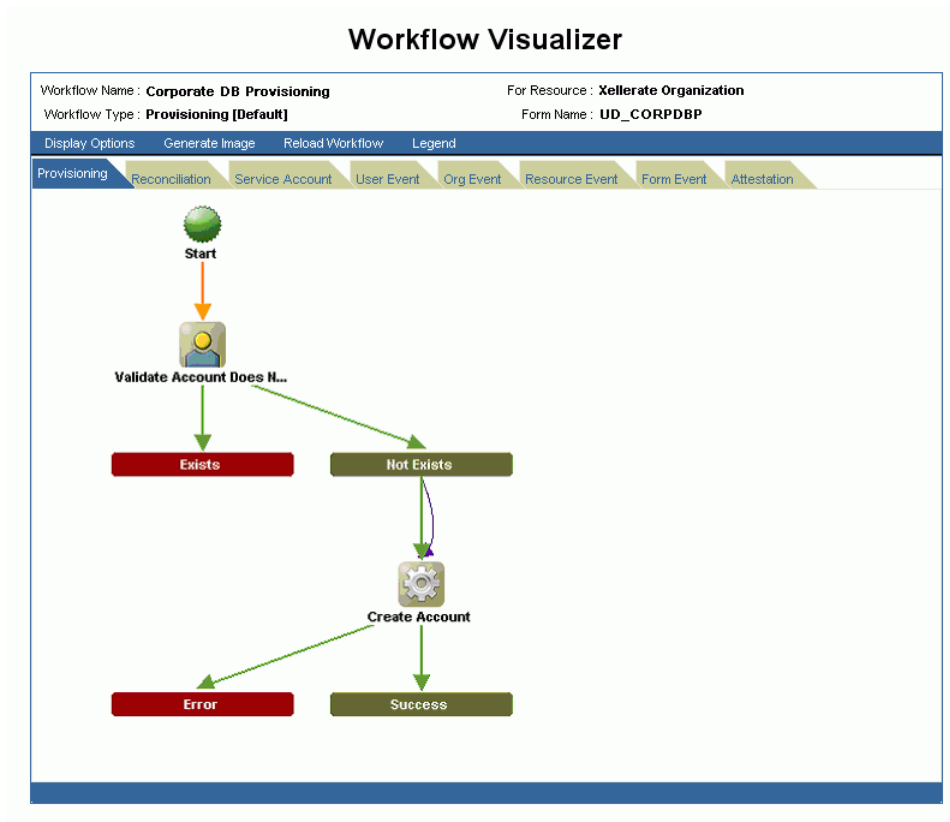 Workflow Visualizer
Workflow Name : Corporate DB Provisioning For Resource : Xellerate Organization
Workflow Type : Provisioning [Default] Form Name : UD_CORPDBP
Display Options Generate Image Reload Workflow Legend
Provisioning Reconciliation Service Account User Event Org Event Resource Event Form Event Attestation
Start
Validate Account Does N...
Exists Not Exists
Create Account
Error Success